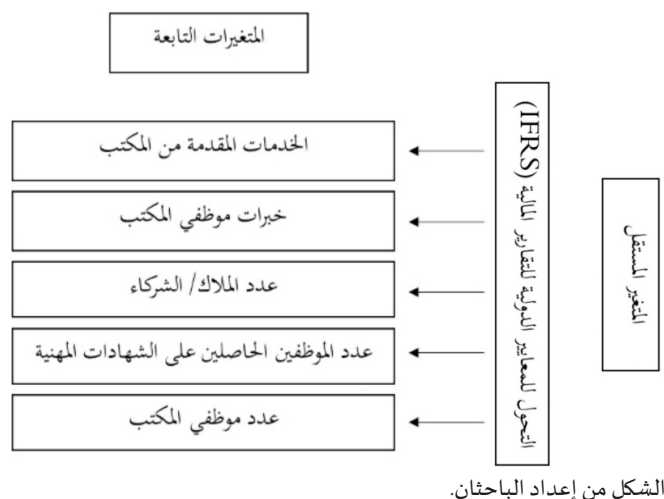 المتغيرات التابعة
المتغير المستقل
التحول للمعايير الدولية للتقارير المالية (IFRS)
الخدمات المقدمة من المكتب
خبرات موظفي المكتب
عدد الملاك/ الشركاء
عدد الموظفين الحاصلين على الشهادات المهنية
عدد موظفي المكتب
الشكل من إعداد الباحثان.